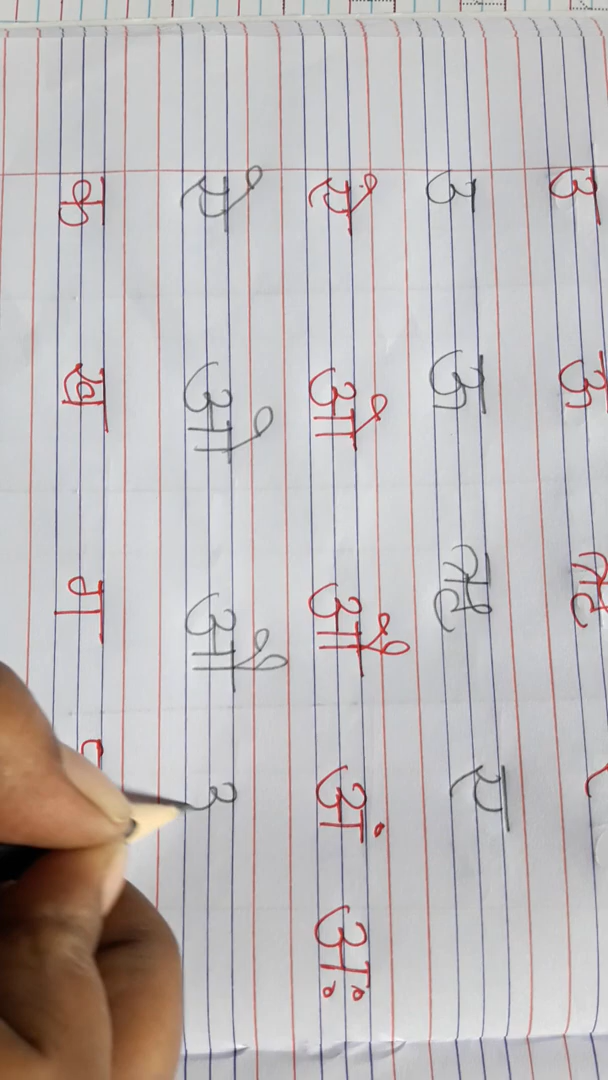 उ ऊ ऋ
उ ऊ ऋ ए
ऐ ओ औ अं अः
ऐ ओ औ
क ख ग